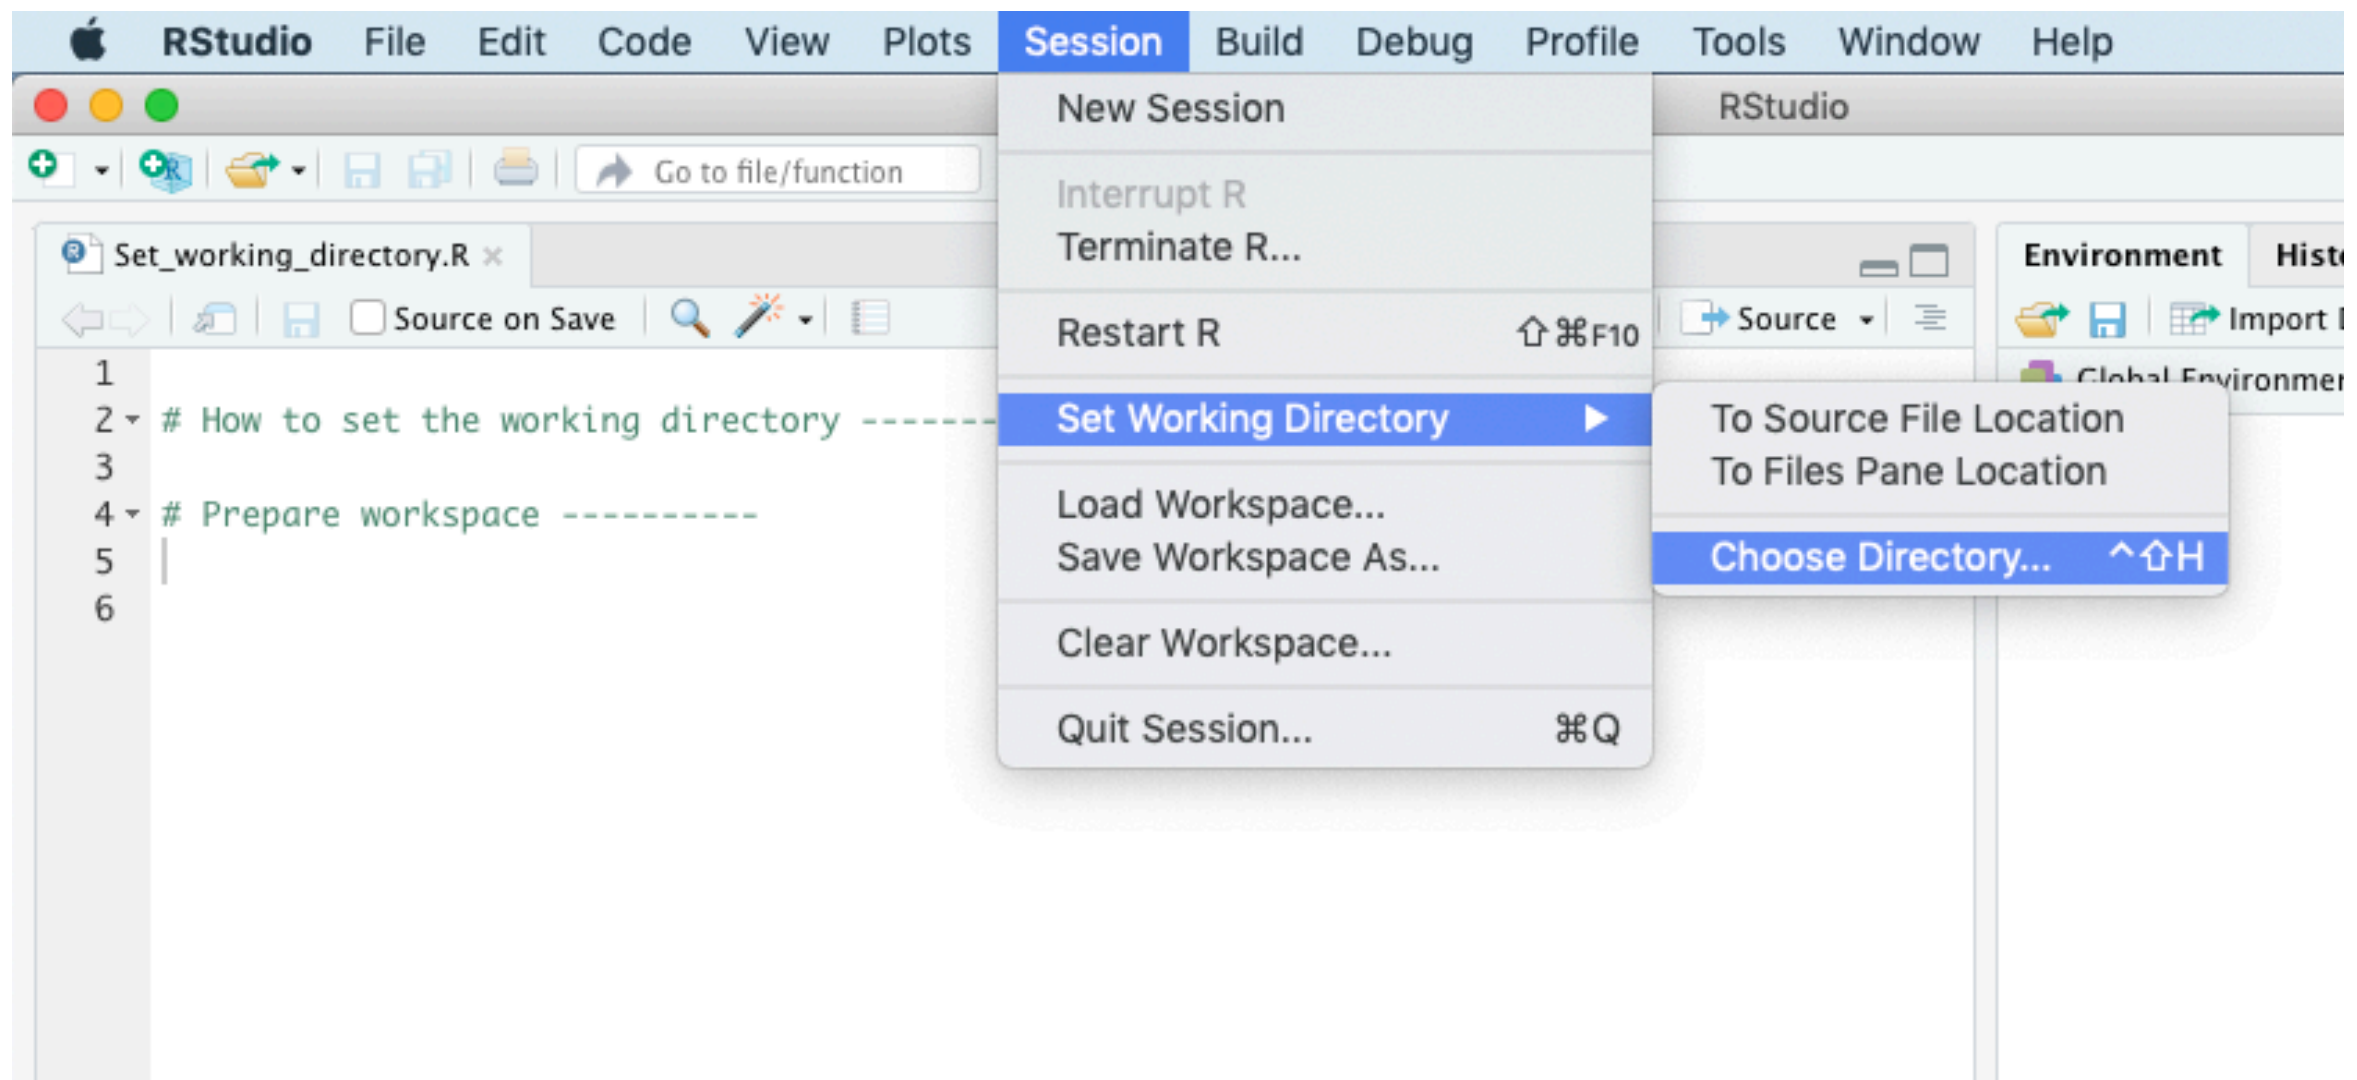 RStudio File Edit Code View Plots Session Build Debug Profile Tools Window Help
RStudio
Go to file/function
Set_working_directory.R
Source on Save
Source
1
2 # How to set the working directory -------
3
4 # Prepare workspace ----------
5
6
New Session
Interrupt R
Terminate R...
Restart R ⇧⌘F10
Set Working Directory ▶
Load Workspace...
Save Workspace As...
Clear Workspace...
Quit Session... ⌘Q
To Source File Location
To Files Pane Location
Choose Directory... ^⇧H
Environment
Import
Global